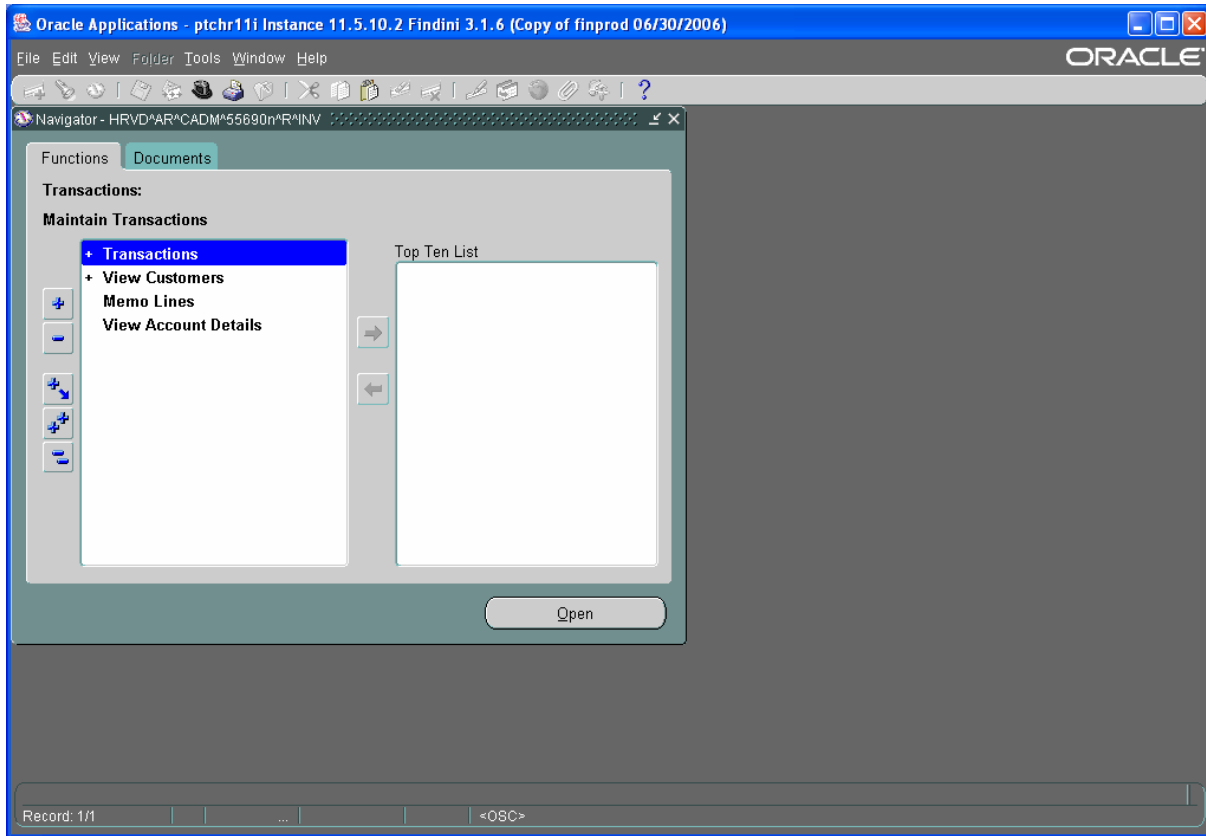 Oracle Applications - ptchr11i Instance 11.5.10.2 Findini 3.1.6 (Copy of finprod 06/30/2006)
File Edit View Folder Tools Window Help
ORACLE
Navigator - HRVD^AR^CADM^55690n^R^INV
Functions Documents
Transactions:
Maintain Transactions
+ Transactions
Top Ten List
+ View Customers
Memo Lines
View Account Details
Open
Record: 1/1 ... <OSC>